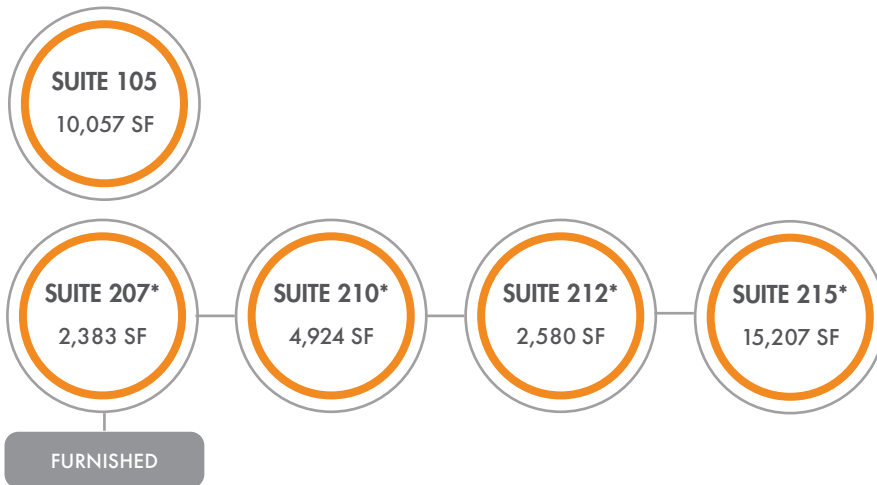 SUITE 105
10,057 SF
SUITE 207*
2,383 SF
SUITE 210*
4,924 SF
SUITE 212*
2,580 SF
SUITE 215*
15,207 SF
FURNISHED